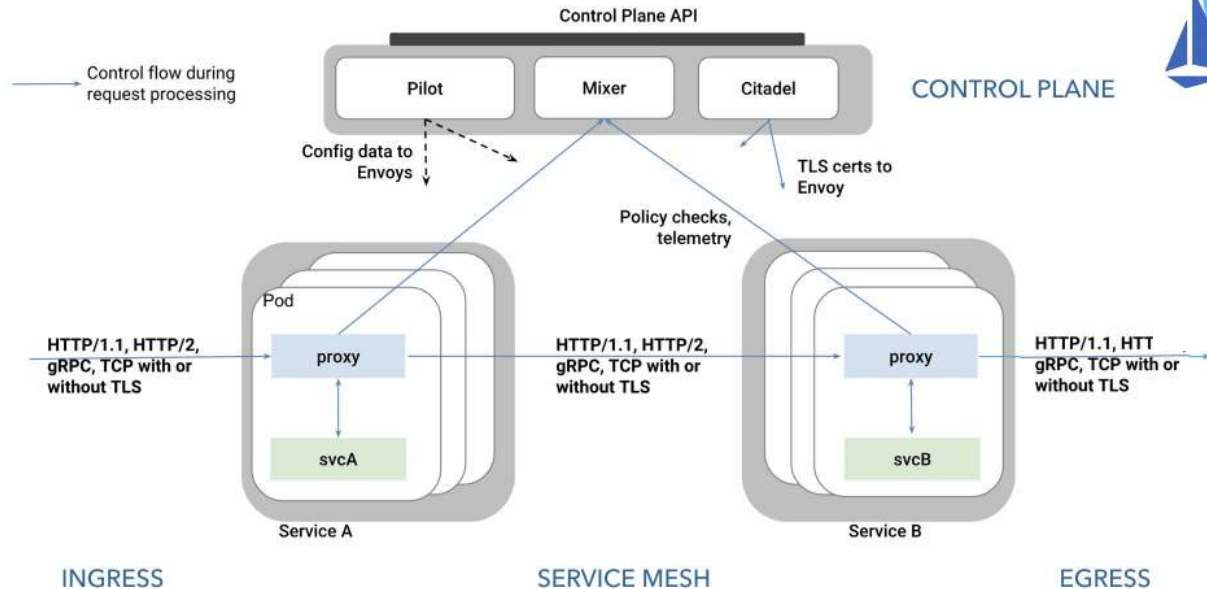 Control Plane API
Control flow during
request processing
Pilot
Mixer
Citadel
CONTROL PLANE
Config data to
Envoys
TLS certs to
Envoy
Policy checks,
telemetry
Pod
HTTP/1.1, HTTP/2,
gRPC, TCP with or
without TLS
proxy
HTTP/1.1, HTTP/2,
gRPC, TCP with or
without TLS
proxy
HTTP/1.1, HTT
gRPC, TCP with or
without TLS
svcA
svcB
Service A
Service B
INGRESS
SERVICE MESH
EGRESS